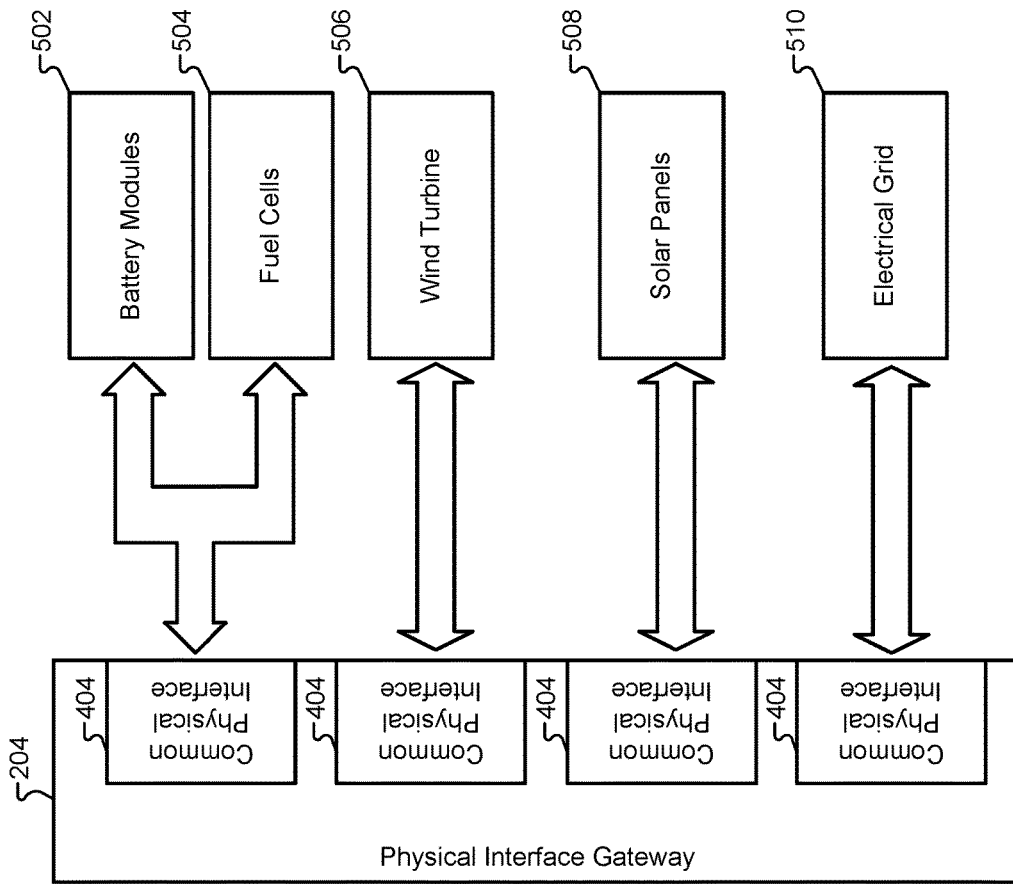 502
Battery Modules
504
Fuel Cells
506
Wind Turbine
508
Solar Panels
510
Electrical Grid
204
404
Common
Physical
Interface
404
Common
Physical
Interface
404
Common
Physical
Interface
404
Common
Physical
Interface
Physical Interface Gateway